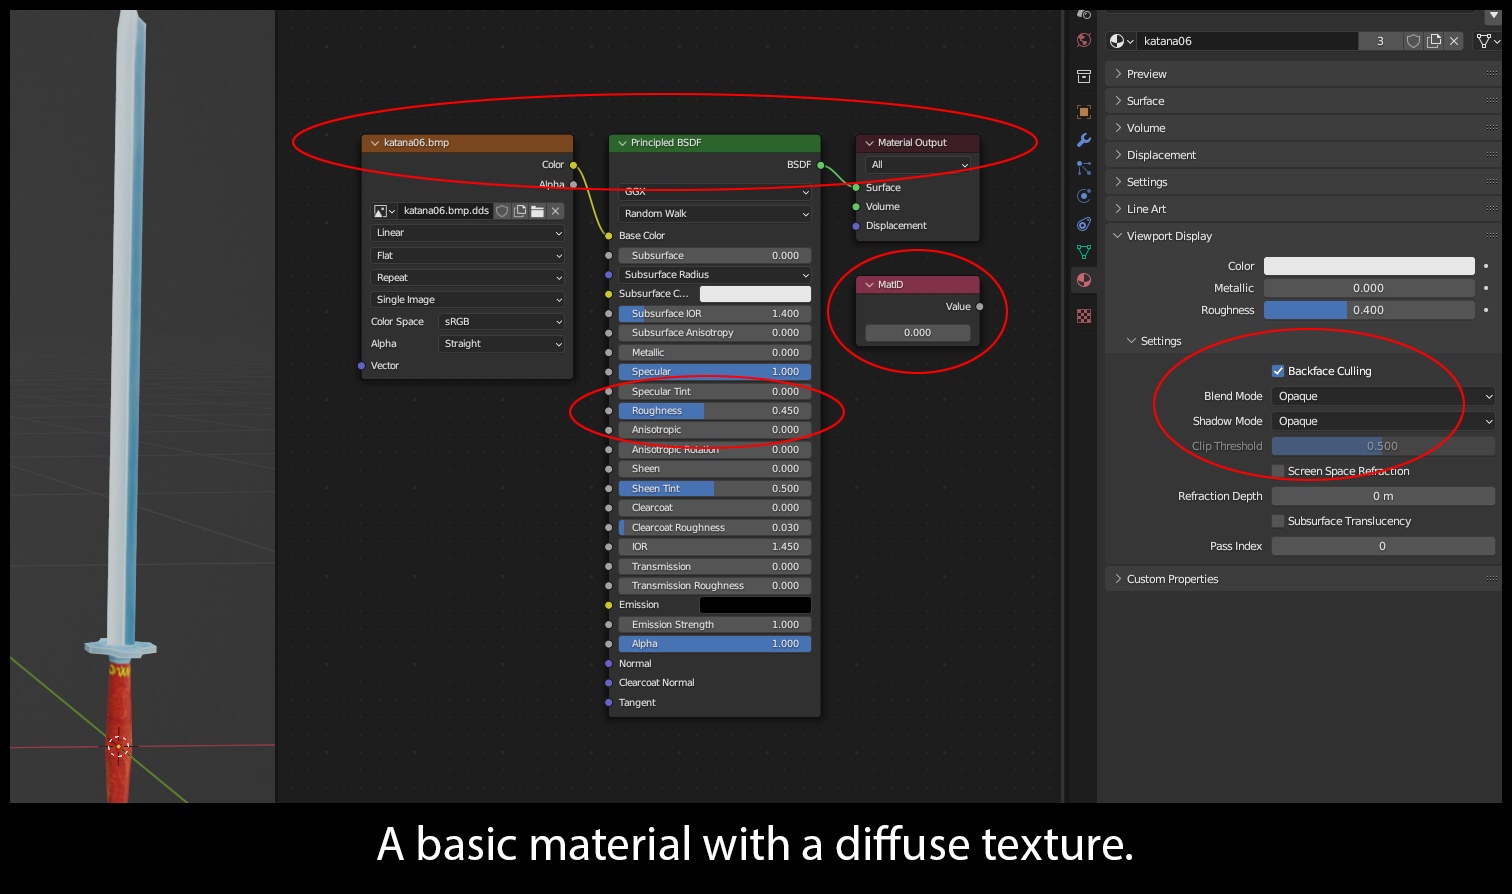 katana06.bmp
Color
Alpha
katana06.bmp.dds
Linear
Flat
Repeat
Single Image
Color Space sRGB
Alpha Straight
Vector
Principled BSDF
BSDF
GGX
Random Walk
Base Color
Subsurface 0.000
Subsurface Radius
Subsurface C...
Subsurface IOR 1.400
Subsurface Anisotropy 0.000
Metallic 0.000
Specular 1.000
Specular Tint 0.000
Roughness 0.450
Anisotropic 0.000
Anisotropic Rotation 0.000
Sheen 0.000
Sheen Tint 0.500
Clearcoat 0.000
Clearcoat Roughness 0.030
IOR 1.450
Transmission 0.000
Transmission Roughness 0.000
Emission
Emission Strength 1.000
Alpha 1.000
Normal
Clearcoat Normal
Tangent
Material Output
All
Surface
Volume
Displacement
MatID
Value
0.000
katana06 3
Preview
Surface
Volume
Displacement
Settings
Line Art
Viewport Display
Color
Metallic 0.000
Roughness 0.400
Settings
Backface Culling
Blend Mode Opaque
Shadow Mode Opaque
Clip Threshold 0.500
Screen Space Refraction
Refraction Depth 0 m
Subsurface Translucency
Pass Index 0
Custom Properties
A basic material with a diffuse texture.